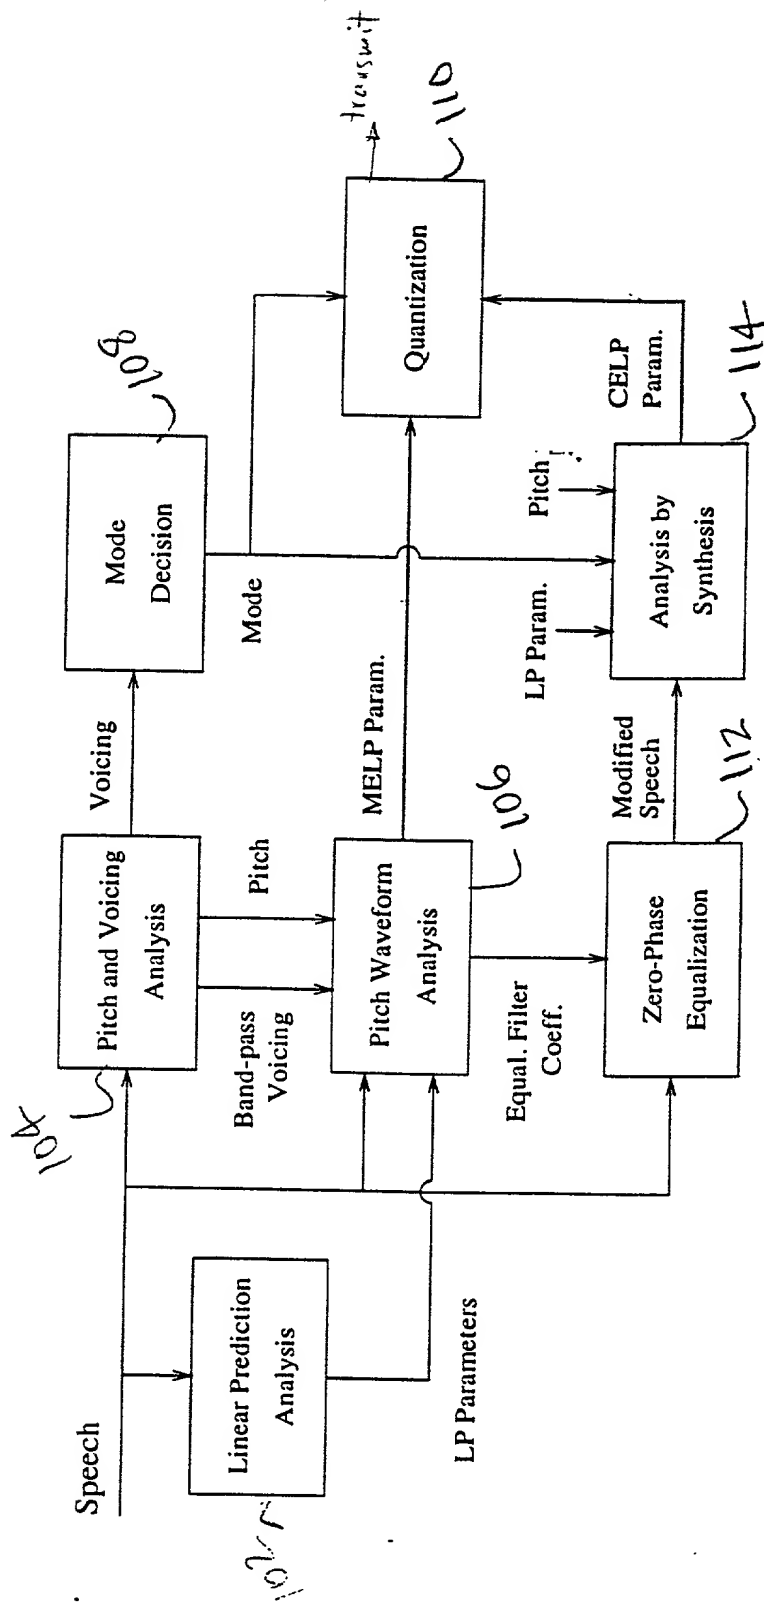 Speech
102
Linear Prediction
Analysis
LP Parameters
104
Pitch and Voicing
Analysis
Voicing
Band-pass
Voicing
Pitch
Pitch Waveform
Analysis
106
Equal. Filter
Coeff.
Zero-Phase
Equalization
112
Modified
Speech
108
Mode
Decision
Mode
MELP Param.
LP Param.
Pitch
Analysis by
Synthesis
114
CELP
Param.
Quantization
110
transmit